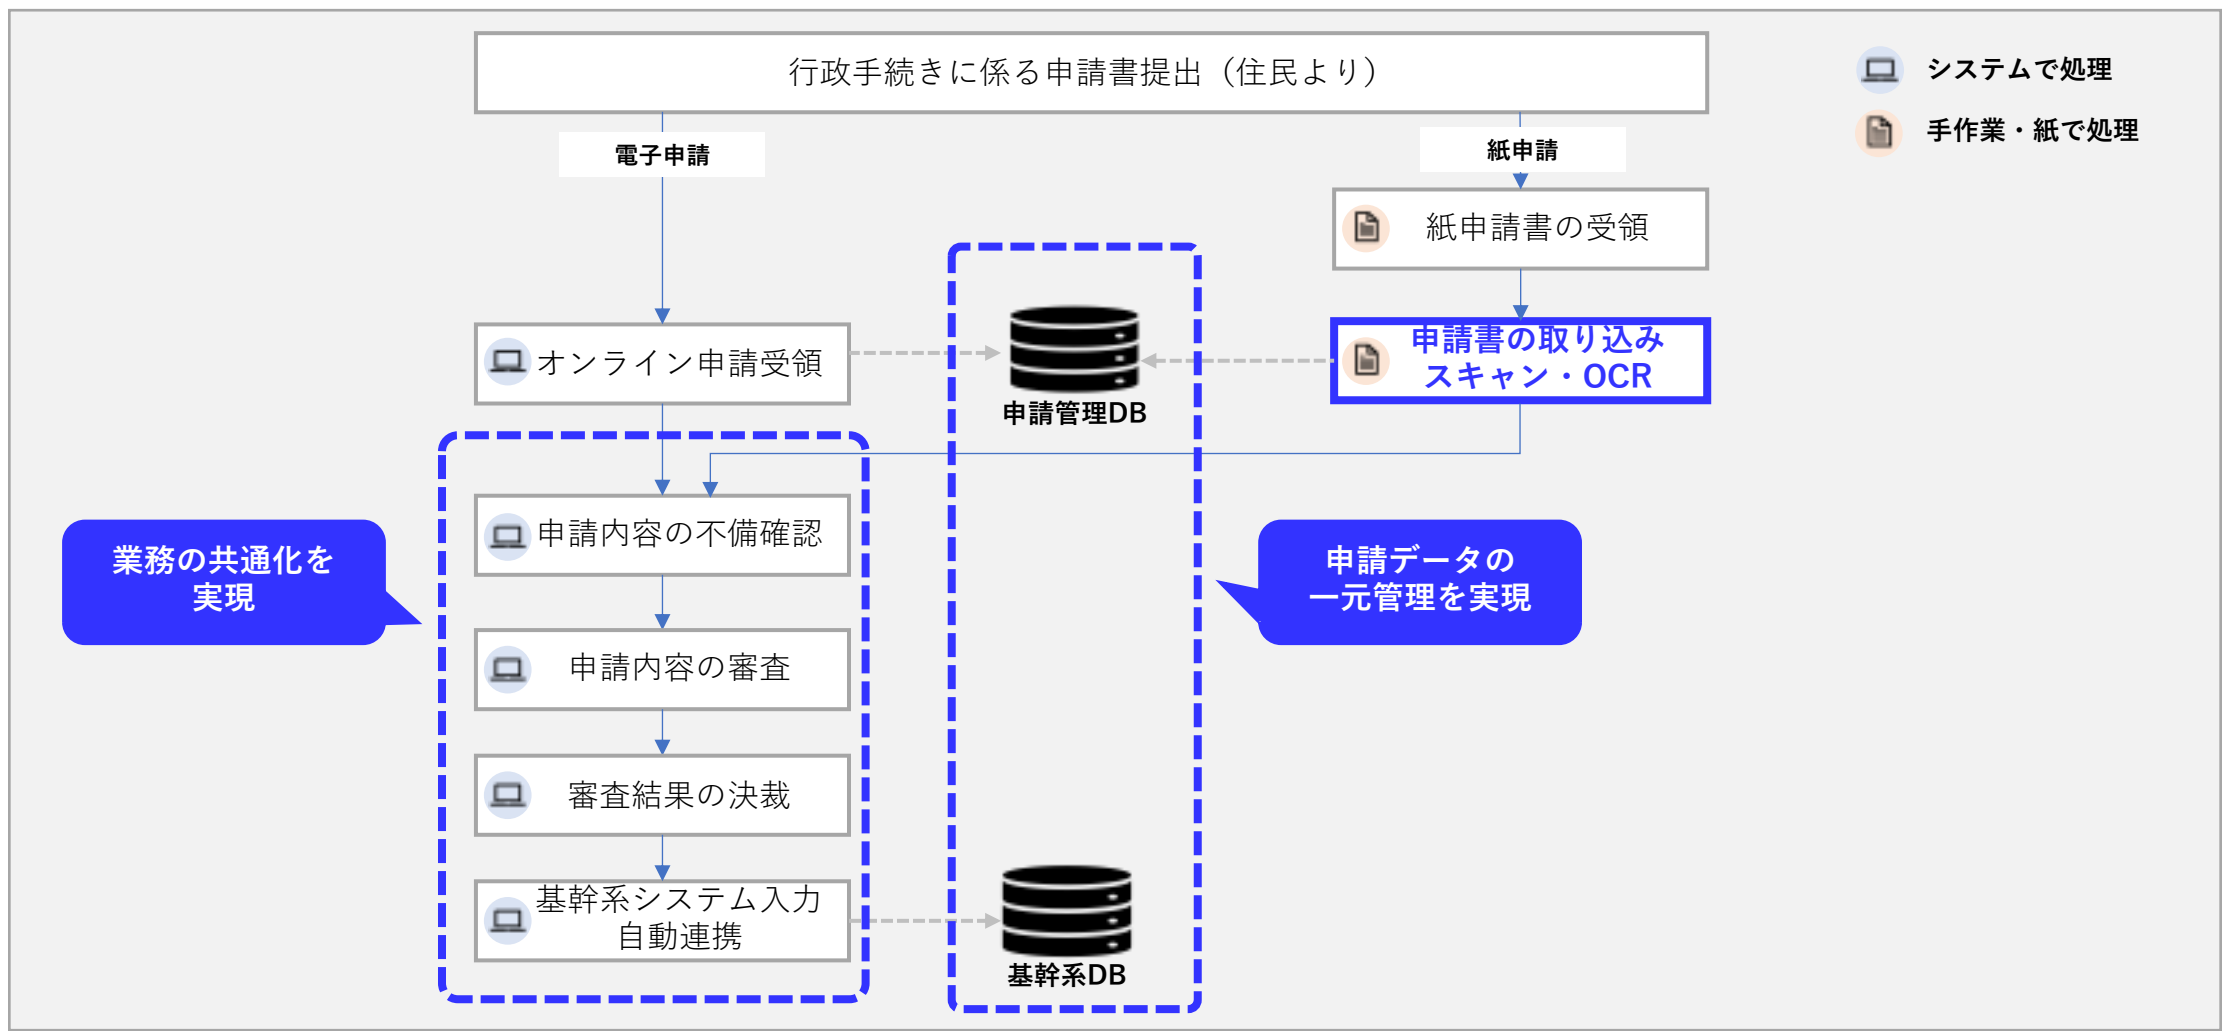 行政手続きに係る申請書提出（住民より）
システムで処理
手作業・紙で処理
電子申請
紙申請
紙申請書の受領
オンライン申請受領
申請管理DB
申請書の取り込み
スキャン・OCR
申請内容の不備確認
業務の共通化を
実現
申請データの
一元管理を実現
申請内容の審査
審査結果の決裁
基幹系システム入力
自動連携
基幹系DB